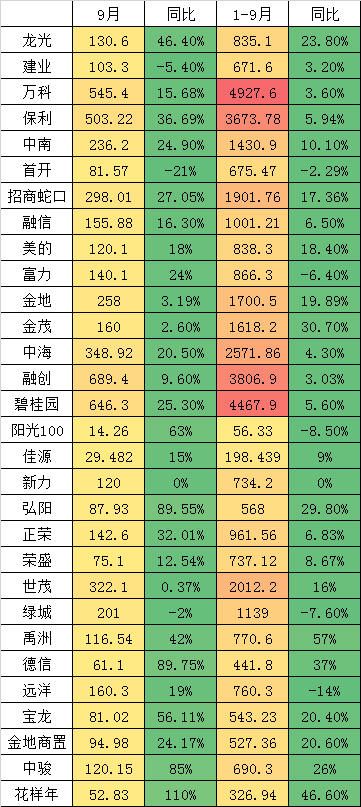 9月 同比 1-9月 同比
龙光 130.6 46.40% 835.1 23.80%
建业 103.3 -5.40% 671.6 3.20%
万科 545.4 15.68% 4927.6 3.60%
保利 503.22 36.69% 3673.78 5.94%
中南 236.2 24.90% 1430.9 10.10%
首开 81.57 -21% 675.47 -2.29%
招商蛇口 298.01 27.05% 1901.76 17.36%
融信 155.88 16.30% 1001.21 6.50%
美的 120.1 18% 838.3 18.40%
富力 140.1 24% 866.3 -6.40%
金地 258 3.19% 1700.5 19.89%
金茂 160 2.60% 1618.2 30.70%
中海 348.92 20.50% 2571.86 4.30%
融创 689.4 9.60% 3806.9 3.03%
碧桂园 646.3 25.30% 4467.9 5.60%
阳光100 14.26 63% 56.33 -8.50%
佳源 29.482 15% 198.439 9%
新力 120 0% 734.2 0%
弘阳 87.93 89.55% 568 29.80%
正荣 142.6 32.01% 961.56 6.83%
荣盛 75.1 12.54% 737.12 8.67%
世茂 322.1 0.37% 2012.2 16%
绿城 201 -2% 1139 -7.60%
禹洲 116.54 42% 770.6 57%
德信 61.1 89.75% 441.8 37%
远洋 160.3 19% 760.3 -14%
宝龙 81.02 56.11% 543.23 20.40%
金地商置 94.98 24.17% 527.36 20.60%
中骏 120.15 85% 690.3 26%
花样年 52.83 110% 326.94 46.60%